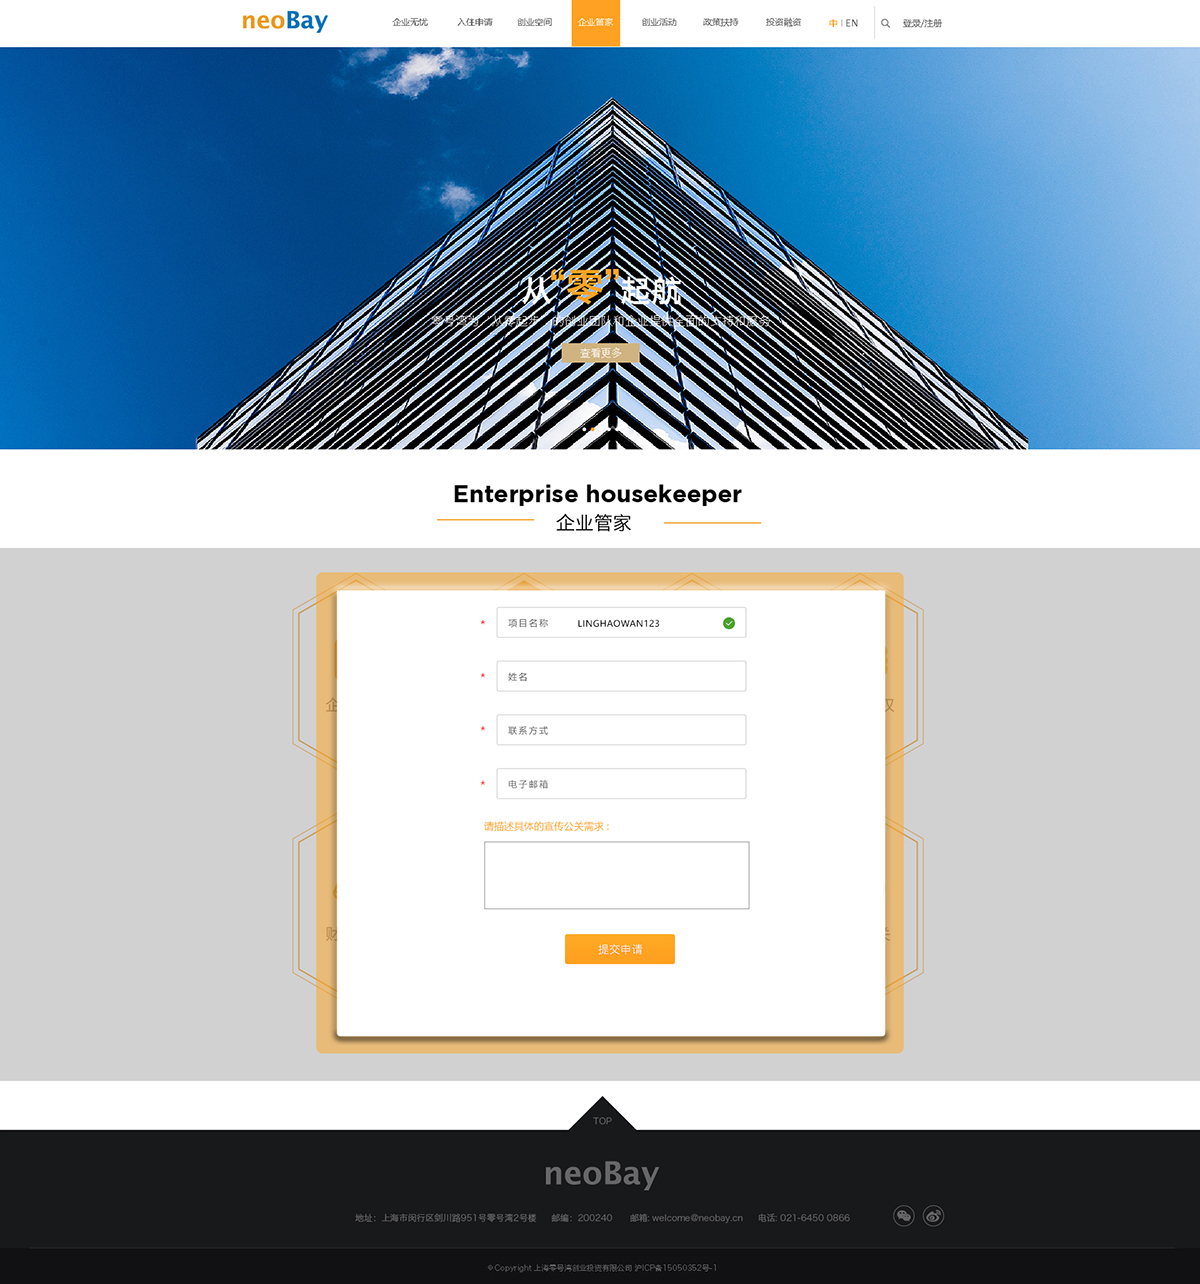 neoBay
企业无忧 入住申请 创业空间 企业管家 创业活动 政策扶持 投资融资 中 | EN 登录/注册
从“零”起航
零号湾为“从零起步”的创业团队和企业提供全面的支持和服务
查看更多
Enterprise housekeeper
企业管家
* 项目名称 LINGHAOWAN123
* 姓名
企 权
* 联系方式
* 电子邮箱
请描述具体的宣传公关需求：
财 关
提交申请
TOP
neoBay
地址：上海市闵行区剑川路951号零号湾2号楼 邮编：200240 邮箱: welcome@neobay.cn 电话: 021-6450 0866
© Copyright 上海零号湾创业投资有限公司 沪ICP备15050352号-1